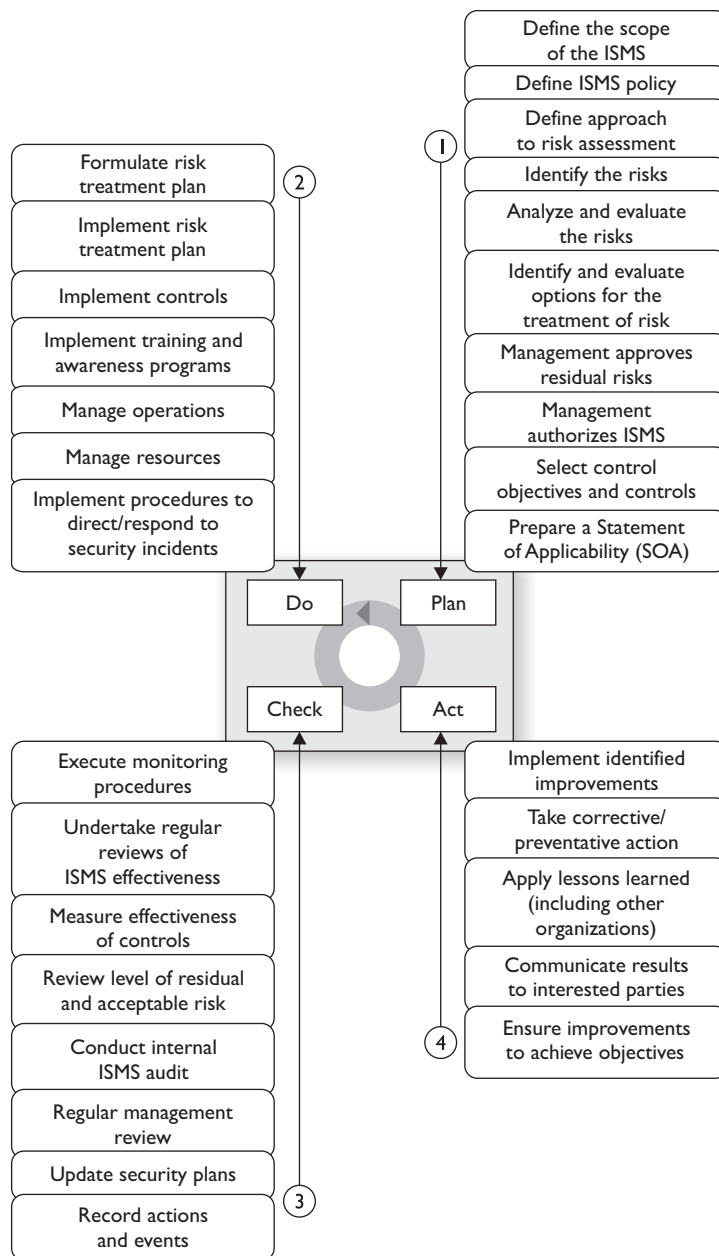 Define the scope
of the ISMS
Define ISMS policy
Define approach
to risk assessment
Identify the risks
Analyze and evaluate
the risks
Identify and evaluate
options for the
treatment of risk
Management approves
residual risks
Management
authorizes ISMS
Select control
objectives and controls
Prepare a Statement
of Applicability (SOA)
1
Formulate risk
treatment plan
Implement risk
treatment plan
Implement controls
Implement training and
awareness programs
Manage operations
Manage resources
Implement procedures to
direct/respond to
security incidents
2
Do
Plan
Check
Act
Execute monitoring
procedures
Undertake regular
reviews of
ISMS effectiveness
Measure effectiveness
of controls
Review level of residual
and acceptable risk
Conduct internal
ISMS audit
Regular management
review
Update security plans
Record actions
and events
3
Implement identified
improvements
Take corrective/
preventative action
Apply lessons learned
(including other
organizations)
Communicate results
to interested parties
Ensure improvements
to achieve objectives
4